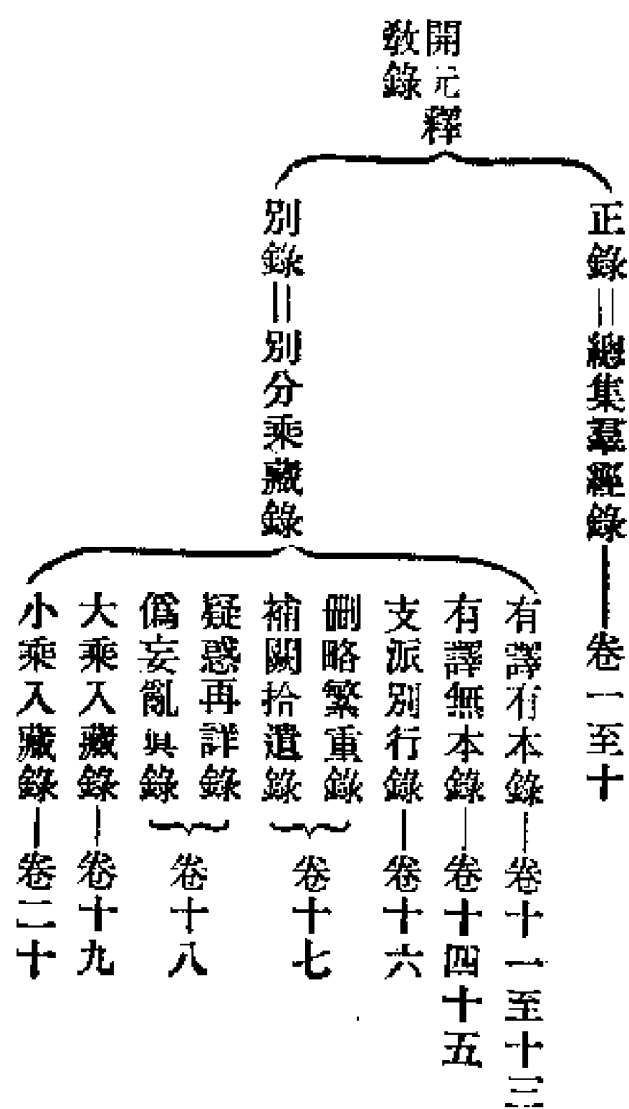 開元釋
敎錄
正錄=總集羣經錄—卷一至十
別錄=別分乘藏錄
有譯有本錄—卷十一至十三
有譯無本錄—卷十四十五
支派別行錄—卷十六
刪略繁重錄
補闕拾遺錄
卷十七
疑惑再詳錄
僞妄亂眞錄
卷十八
大乘入藏錄—卷十九
小乘入藏錄—卷二十